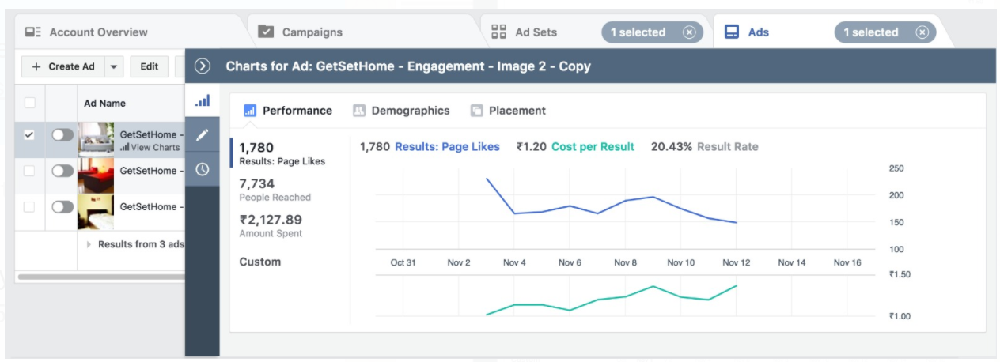 Account Overview
Campaigns
Ad Sets
1 selected
Ads
1 selected
+ Create Ad
Edit
Charts for Ad: GetSetHome - Engagement - Image 2 - Copy
Ad Name
GetSetHome -
View Charts
GetSetHome -
GetSetHome -
Results from 3 ads
Performance
Demographics
Placement
1,780
Results: Page Likes
7,734
People Reached
₹2,127.89
Amount Spent
Custom
1,780 Results: Page Likes ₹1.20 Cost per Result 20.43% Result Rate
250
200
150
100
Oct 31 Nov 2 Nov 4 Nov 6 Nov 8 Nov 10 Nov 12 Nov 14 Nov 16
₹1.50
₹1.00